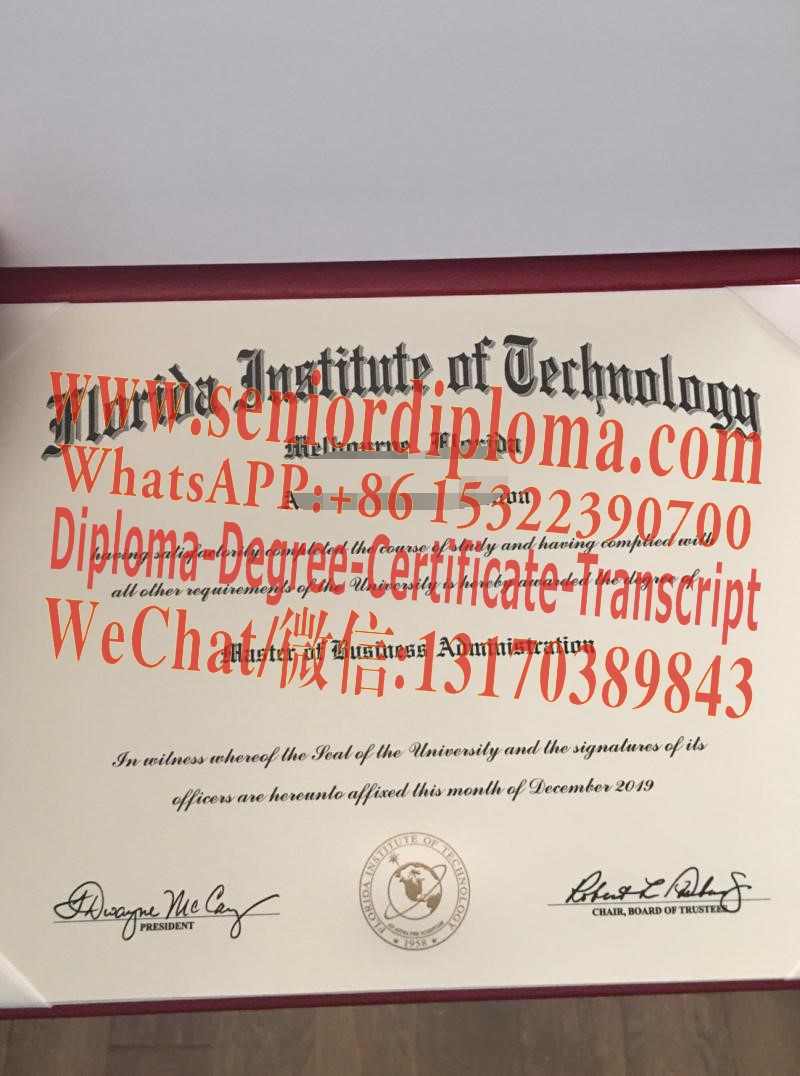 Florida Institute of Technology
www.seniordiploma.com
Melbourne, Florida
WhatsAPP:+86 15322390700
having satisfactorily completed the course of study and having complied with
Diploma-Degree-Certificate-Transcript
all other requirements of the University is hereby awarded the degree of
WeChat/微信:13170389843
Master of Business Administration
In witness whereof the Seal of the University and the signatures of its
officers are hereunto affixed this month of December 2019
FLORIDA INSTITUTE OF TECHNOLOGY
1958
PRESIDENT
CHAIR, BOARD OF TRUSTEES